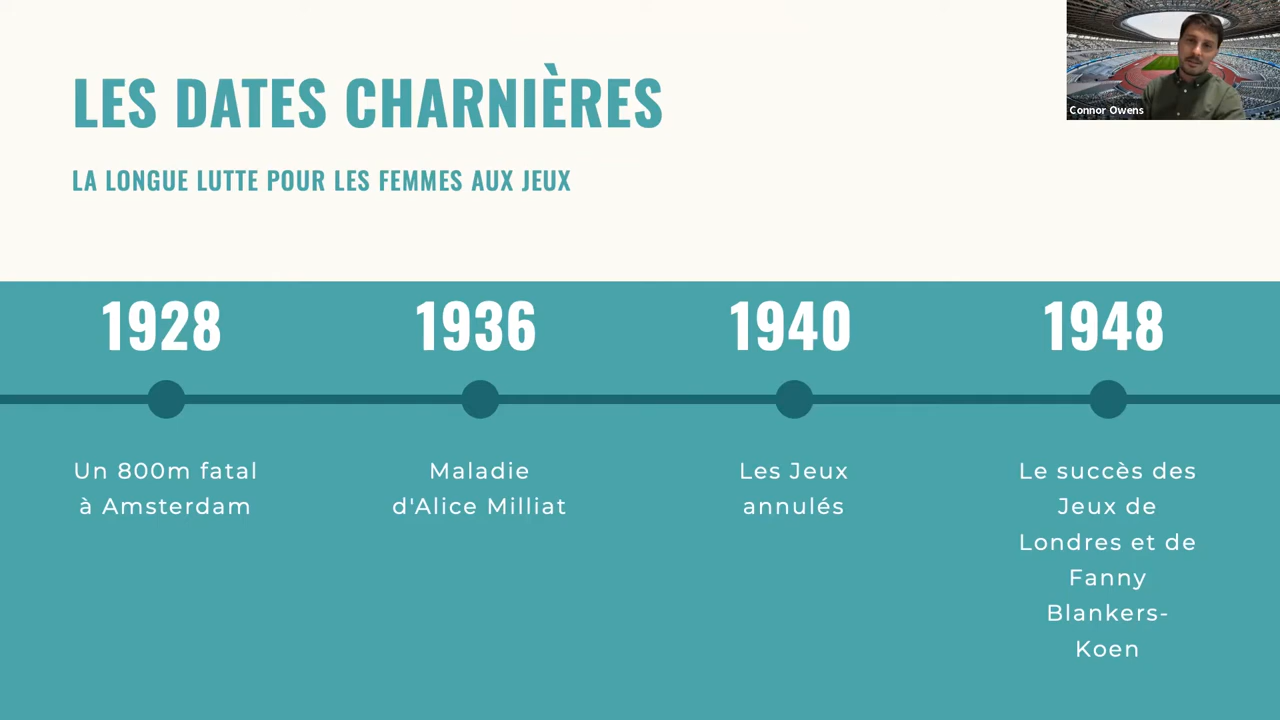 LES DATES CHARNIÈRES
LA LONGUE LUTTE POUR LES FEMMES AUX JEUX
Connor Owens
1928
1936
1940
1948
Un 800m fatal
à Amsterdam
Maladie
d'Alice Milliat
Les Jeux
annulés
Le succès des
Jeux de
Londres et de
Fanny
Blankers-
Koen